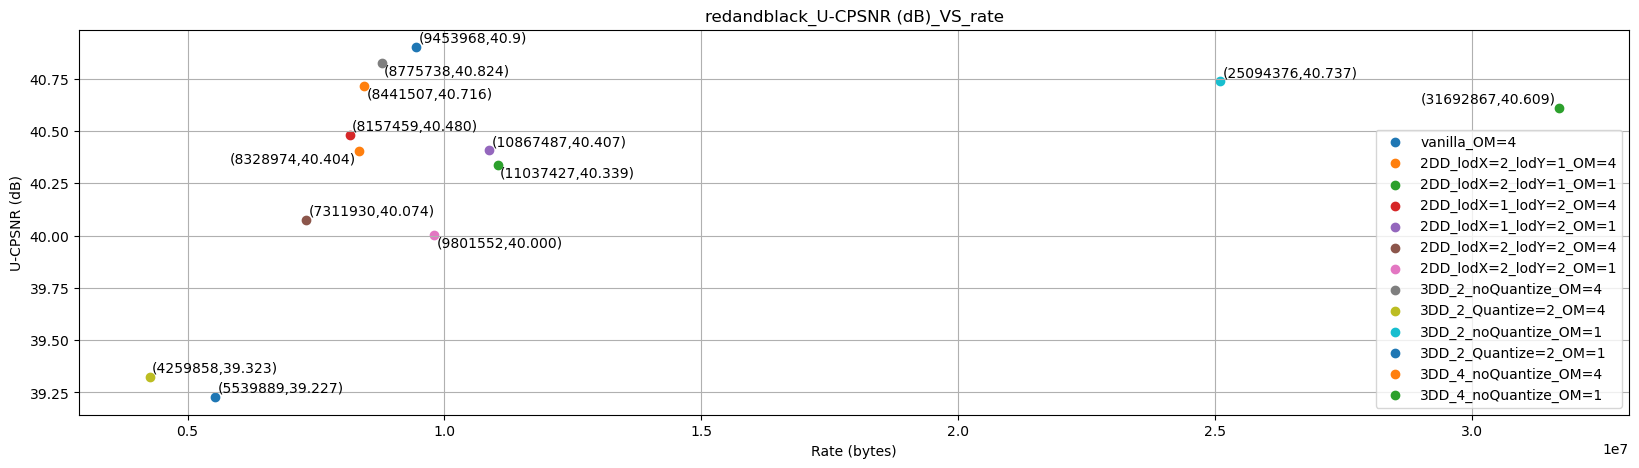 redandblack_U-CPSNR (dB)_VS_rate
(9453968,40.9)
(8775738,40.824)
(8441507,40.716)
(8157459,40.480)
(8328974,40.404)
(10867487,40.407)
(11037427,40.339)
(7311930,40.074)
(9801552,40.000)
(25094376,40.737)
(31692867,40.609)
(4259858,39.323)
(5539889,39.227)
U-CPSNR (dB)
40.75
40.50
40.25
40.00
39.75
39.50
39.25
vanilla_OM=4
2DD_lodX=2_lodY=1_OM=4
2DD_lodX=2_lodY=1_OM=1
2DD_lodX=1_lodY=2_OM=4
2DD_lodX=1_lodY=2_OM=1
2DD_lodX=2_lodY=2_OM=4
2DD_lodX=2_lodY=2_OM=1
3DD_2_noQuantize_OM=4
3DD_2_Quantize=2_OM=4
3DD_2_noQuantize_OM=1
3DD_2_Quantize=2_OM=1
3DD_4_noQuantize_OM=4
3DD_4_noQuantize_OM=1
0.5 1.0 1.5 2.0 2.5 3.0
1e7
Rate (bytes)